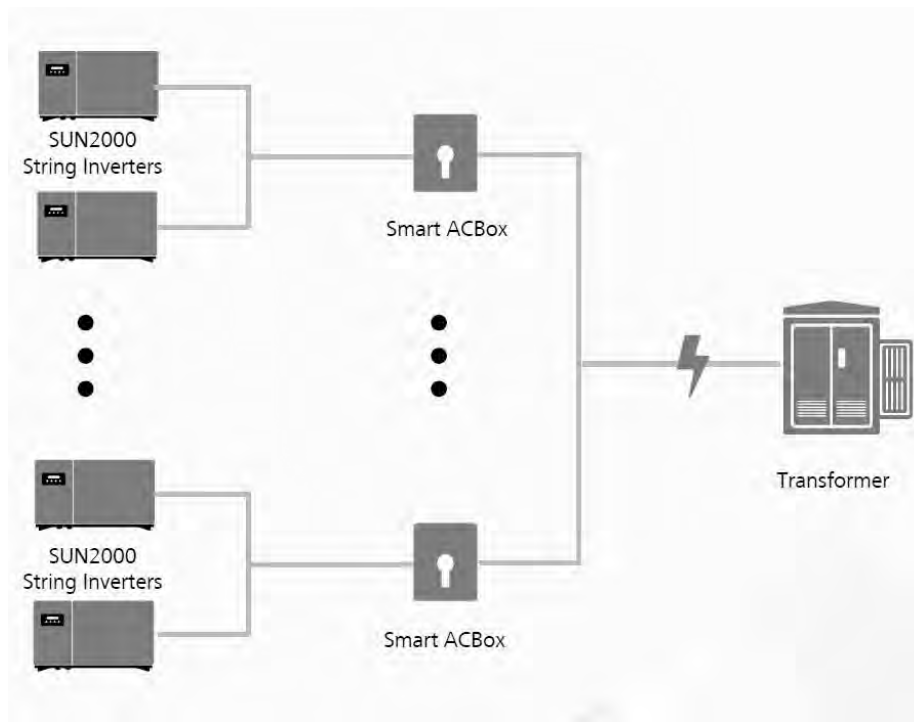 SUN2000
String Inverters
Smart ACBox
Transformer
SUN2000
String Inverters
Smart ACBox